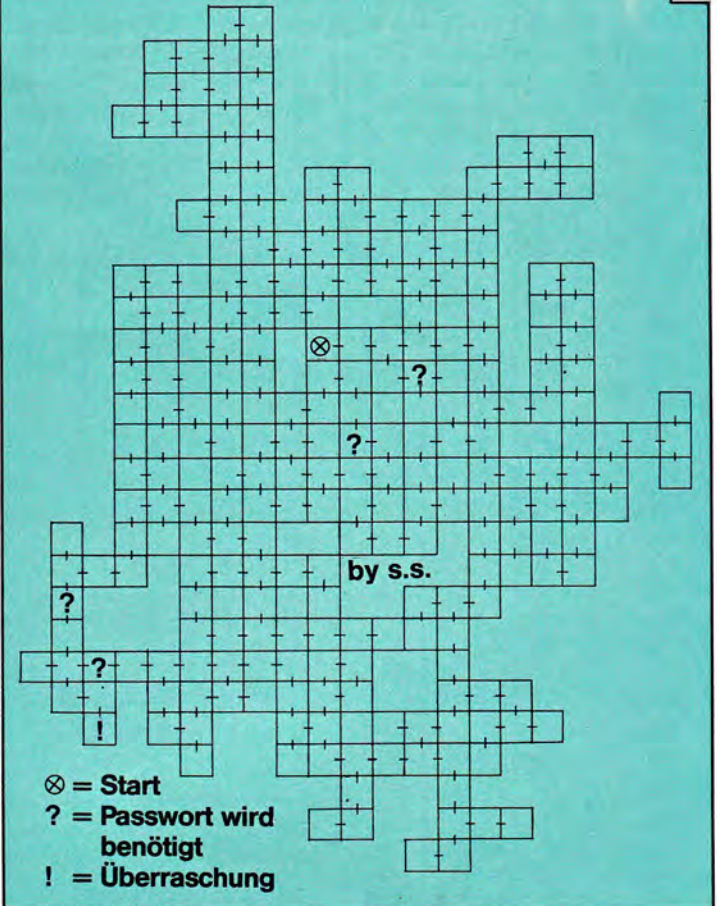 ?
?
by s.s.
?
?
!
⊗ = Start
? = Passwort wird
benötigt
! = Überraschung